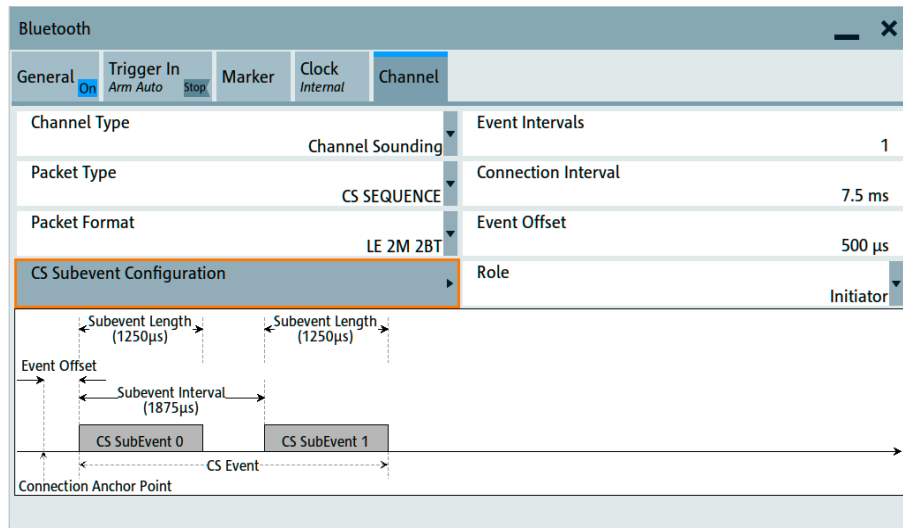 Bluetooth
General
On
Trigger In
Arm Auto
Stop
Marker
Clock
Internal
Channel
Channel Type
Channel Sounding
Event Intervals
1
Packet Type
CS SEQUENCE
Connection Interval
7.5 ms
Packet Format
LE 2M 2BT
Event Offset
500 µs
CS Subevent Configuration
Role
Initiator
Subevent Length
(1250µs)
Subevent Length
(1250µs)
Event Offset
Subevent Interval
(1875µs)
CS SubEvent 0
CS SubEvent 1
CS Event
Connection Anchor Point